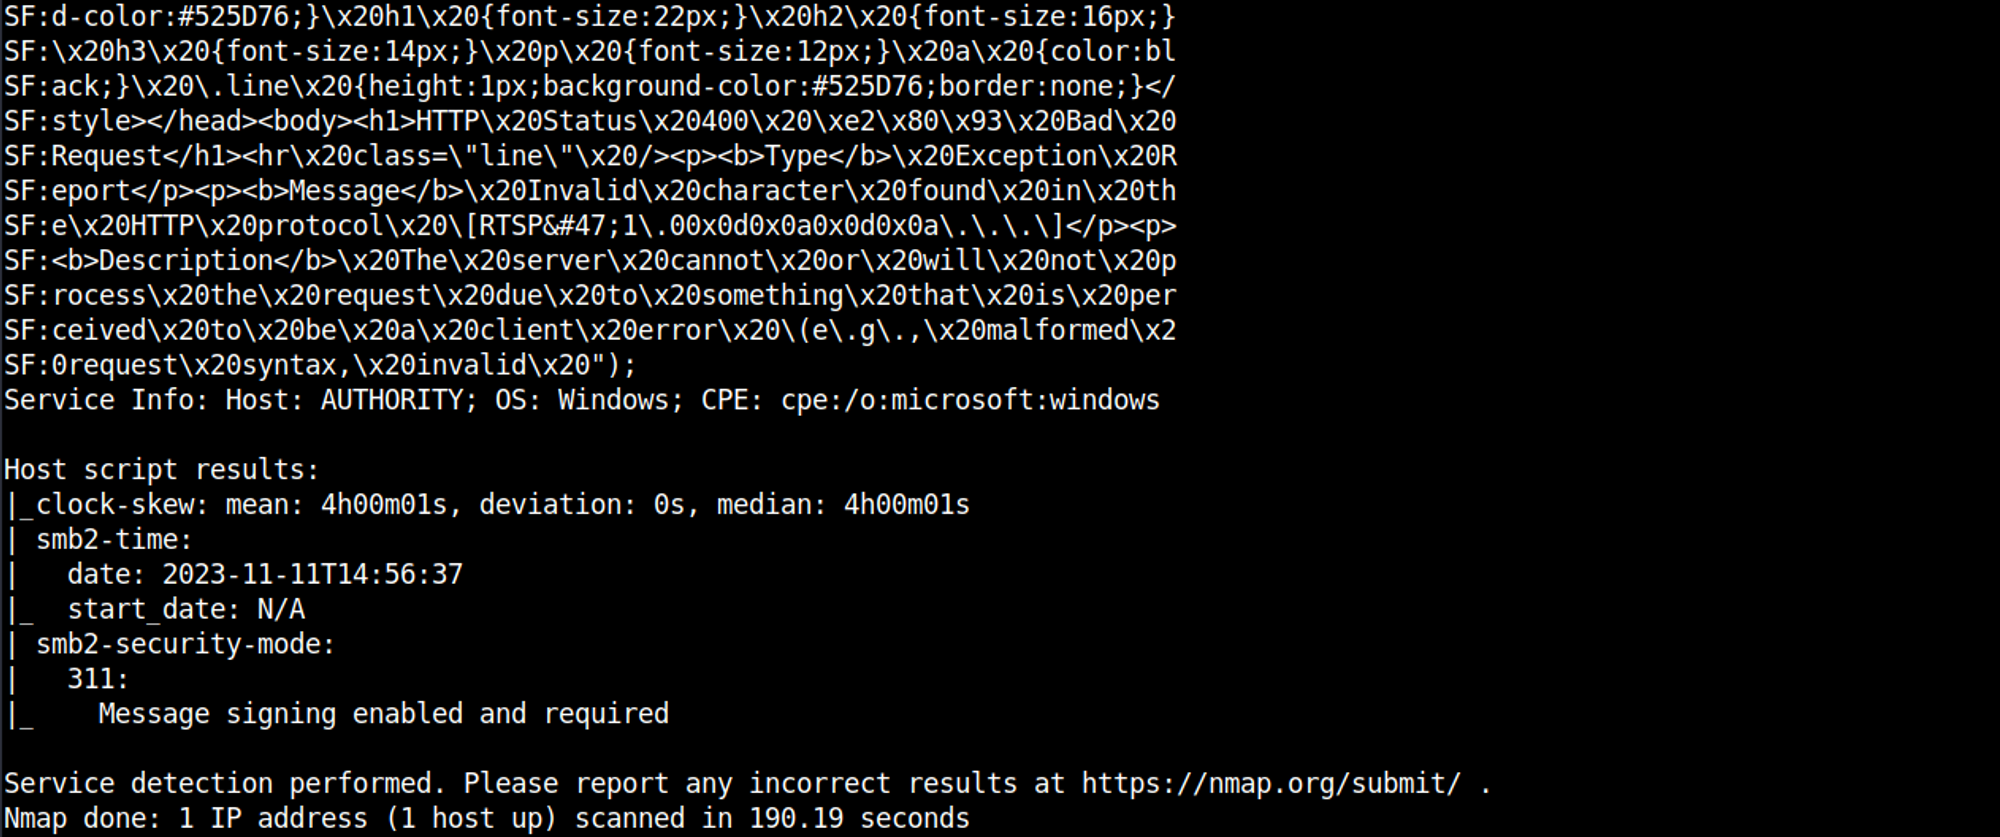 SF:d-color:#525D76;}\x20h1\x20{font-size:22px;}\x20h2\x20{font-size:16px;}
SF:\x20h3\x20{font-size:14px;}\x20p\x20{font-size:12px;}\x20a\x20{color:bl
SF:ack;}\x20\.line\x20{height:1px;background-color:#525D76;border:none;}</
SF:style></head><body><h1>HTTP\x20Status\x20400\x20\xe2\x80\x93\x20Bad\x20
SF:Request</h1><hr\x20class=\"line\"\x20/><p><b>Type</b>\x20Exception\x20R
SF:eport</p><p><b>Message</b>\x20Invalid\x20character\x20found\x20in\x20th
SF:e\x20HTTP\x20protocol\x20\[RTSP&#47;1\.00x0d0x0a0x0d0x0a\.\.\.\]</p><p>
SF:<b>Description</b>\x20The\x20server\x20cannot\x20or\x20will\x20not\x20p
SF:rocess\x20the\x20request\x20due\x20to\x20something\x20that\x20is\x20per
SF:ceived\x20to\x20be\x20a\x20client\x20error\x20\(e\.g\.,\x20malformed\x2
SF:0request\x20syntax,\x20invalid\x20");
Service Info: Host: AUTHORITY; OS: Windows; CPE: cpe:/o:microsoft:windows

Host script results:
|_clock-skew: mean: 4h00m01s, deviation: 0s, median: 4h00m01s
| smb2-time:
|   date: 2023-11-11T14:56:37
|_  start_date: N/A
| smb2-security-mode:
|   311:
|_    Message signing enabled and required

Service detection performed. Please report any incorrect results at https://nmap.org/submit/ .
Nmap done: 1 IP address (1 host up) scanned in 190.19 seconds